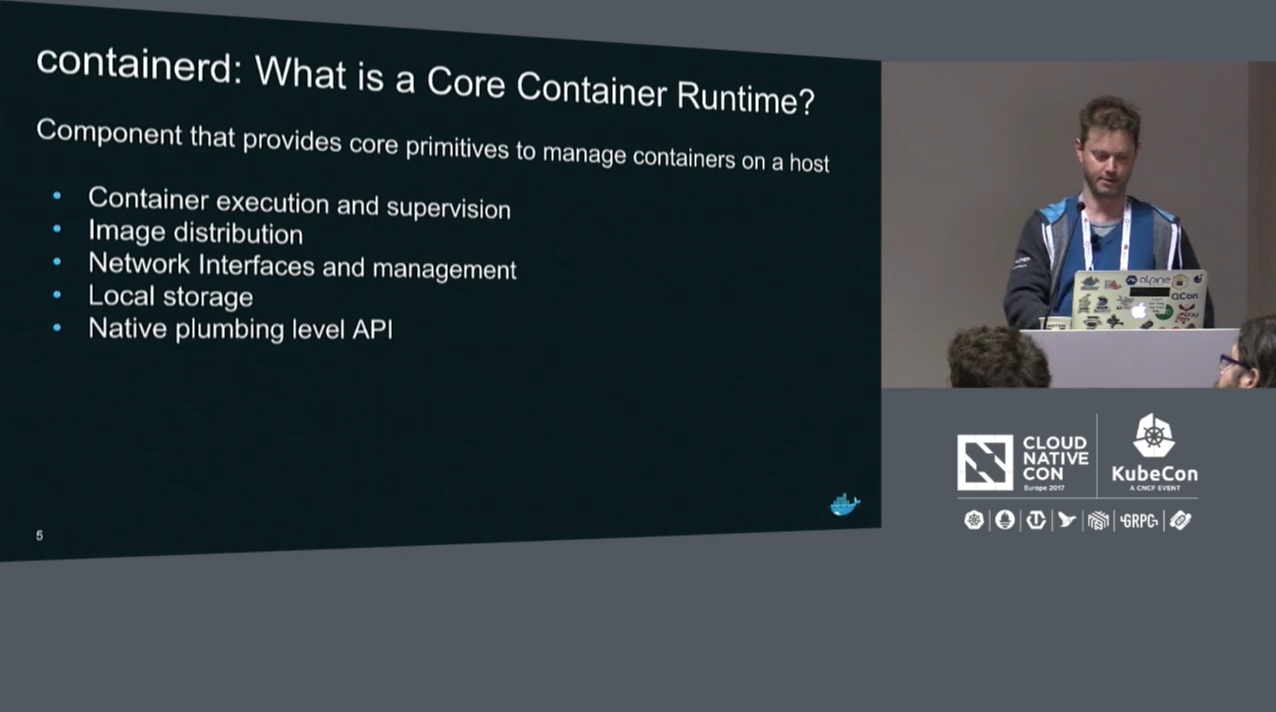 containerd: What is a Core Container Runtime?
Component that provides core primitives to manage containers on a host
• Container execution and supervision
• Image distribution
• Network Interfaces and management
• Local storage
• Native plumbing level API
5
alpine
QCon
CLOUD
NATIVE
CON
Europe 2017
KubeCon
A CNCF EVENT
GRPC